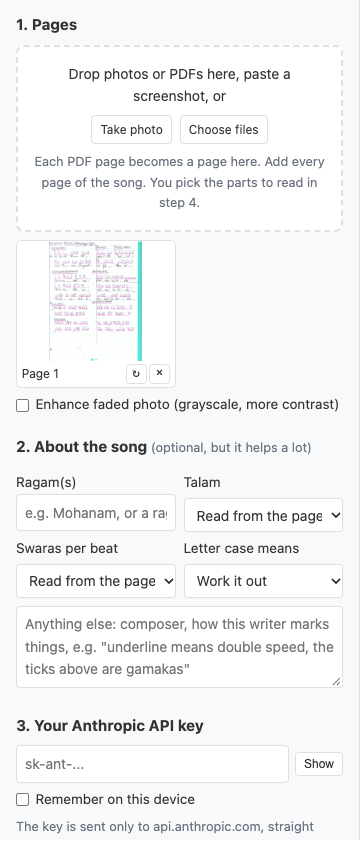 1. Pages
Drop photos or PDFs here, paste a
screenshot, or
Take photo
Choose files
Each PDF page becomes a page here. Add every
page of the song. You pick the parts to read in
step 4.
Page 1
↻
×
Enhance faded photo (grayscale, more contrast)
2. About the song (optional, but it helps a lot)
Ragam(s)
Talam
e.g. Mohanam, or a rag
Read from the page
Swaras per beat
Letter case means
Read from the page
Work it out
Anything else: composer, how this writer marks
things, e.g. "underline means double speed, the
ticks above are gamakas"
3. Your Anthropic API key
sk-ant-...
Show
Remember on this device
The key is sent only to api.anthropic.com, straight